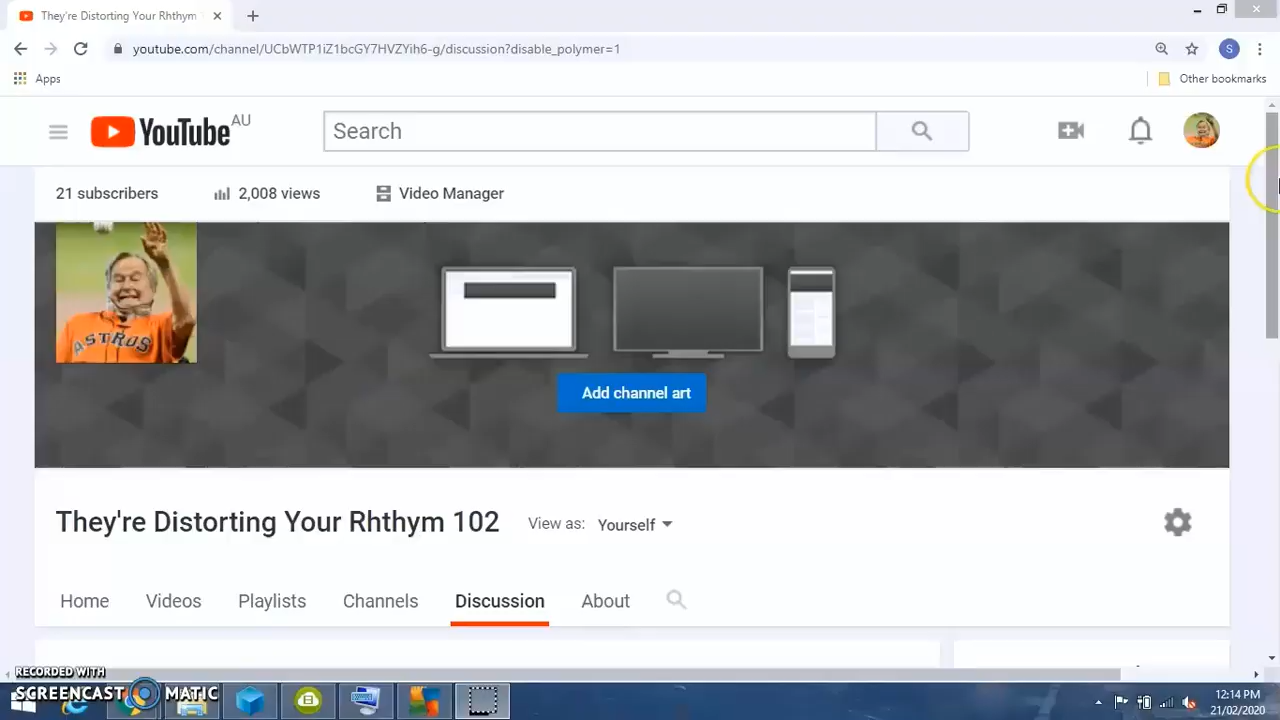 They're Distorting Your Rhthym
youtube.com/channel/UCbWTP1iZ1bcGY7HVZYih6-g/discussion?disable_polymer=1
S
Apps
Other bookmarks
YouTube AU
Search
21 subscribers
2,008 views
Video Manager
ASTROS
Add channel art
They're Distorting Your Rhthym 102
View as: Yourself
Home
Videos
Playlists
Channels
Discussion
About
RECORDED WITH
SCREENCAST MATIC
12:14 PM
21/02/2020